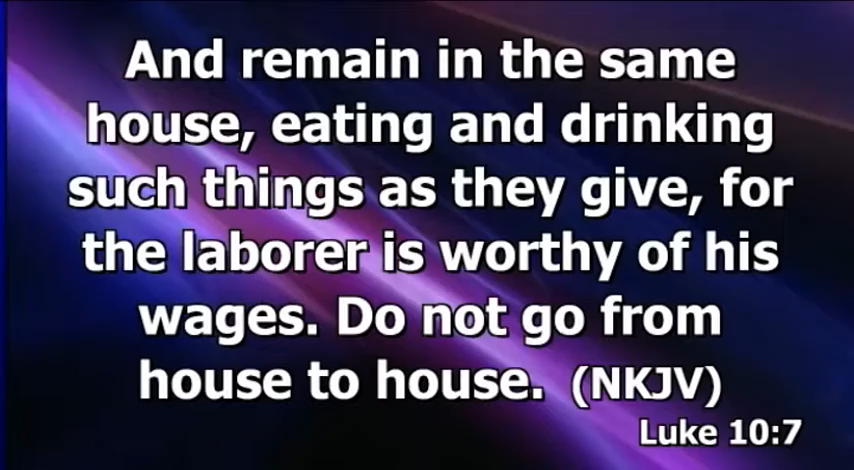 And remain in the same
house, eating and drinking
such things as they give, for
the laborer is worthy of his
wages. Do not go from
house to house. (NKJV)
Luke 10:7